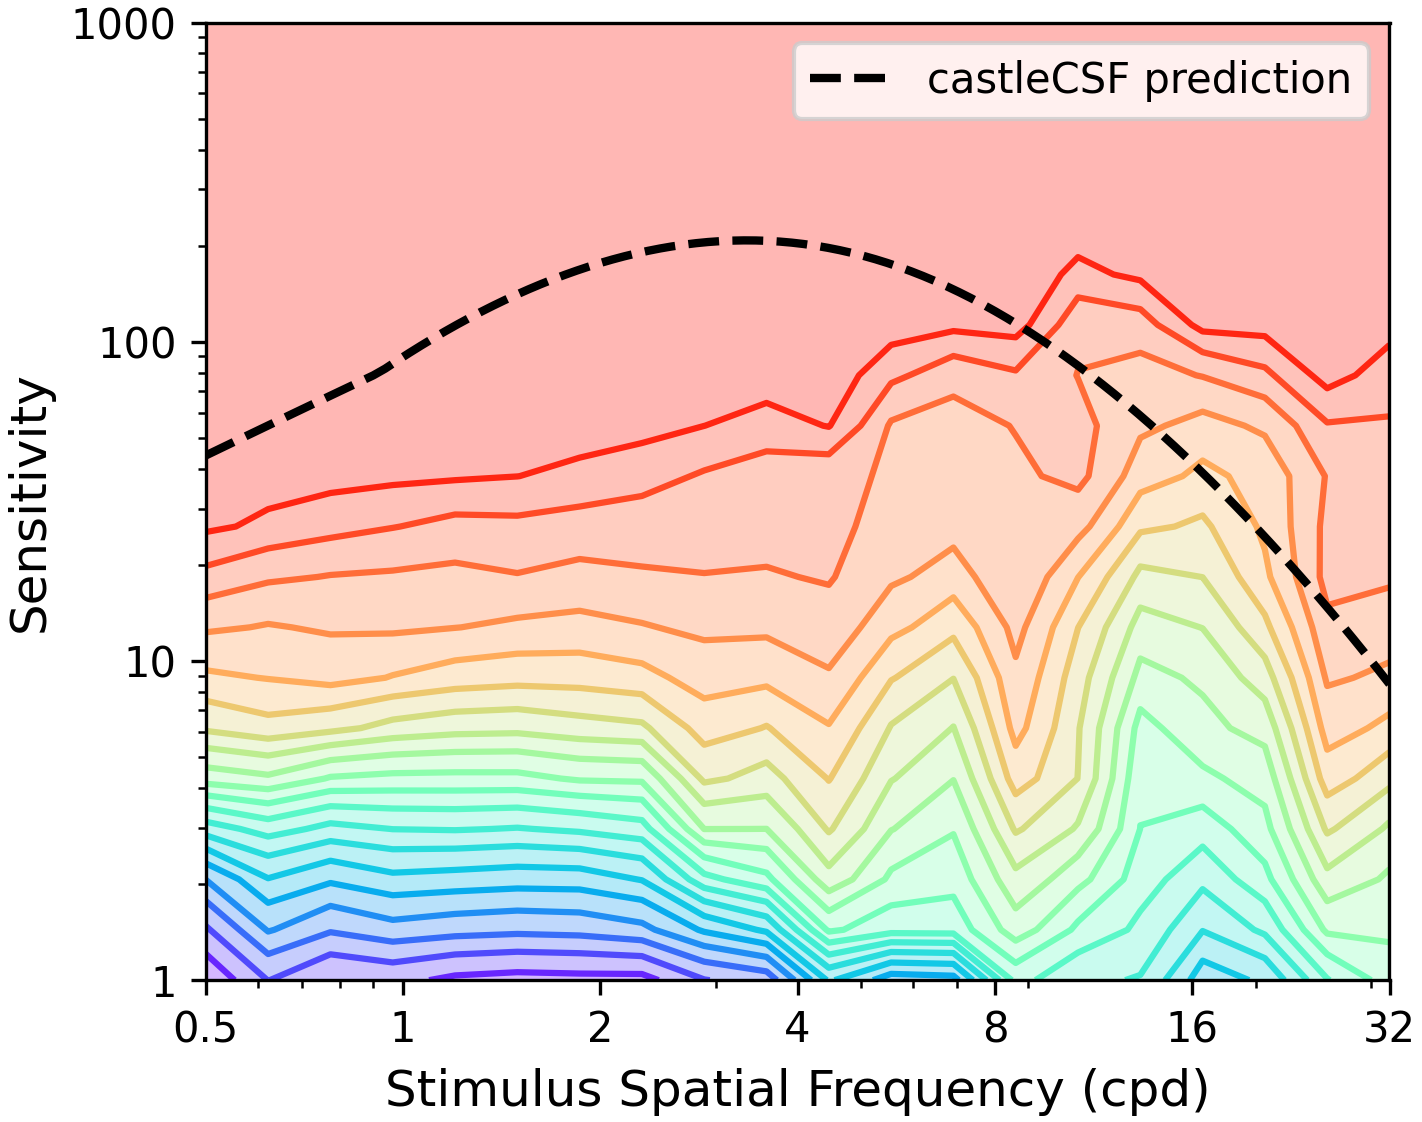 castleCSF prediction
1000
100
10
1
Sensitivity
0.5 1 2 4 8 16 32
Stimulus Spatial Frequency (cpd)